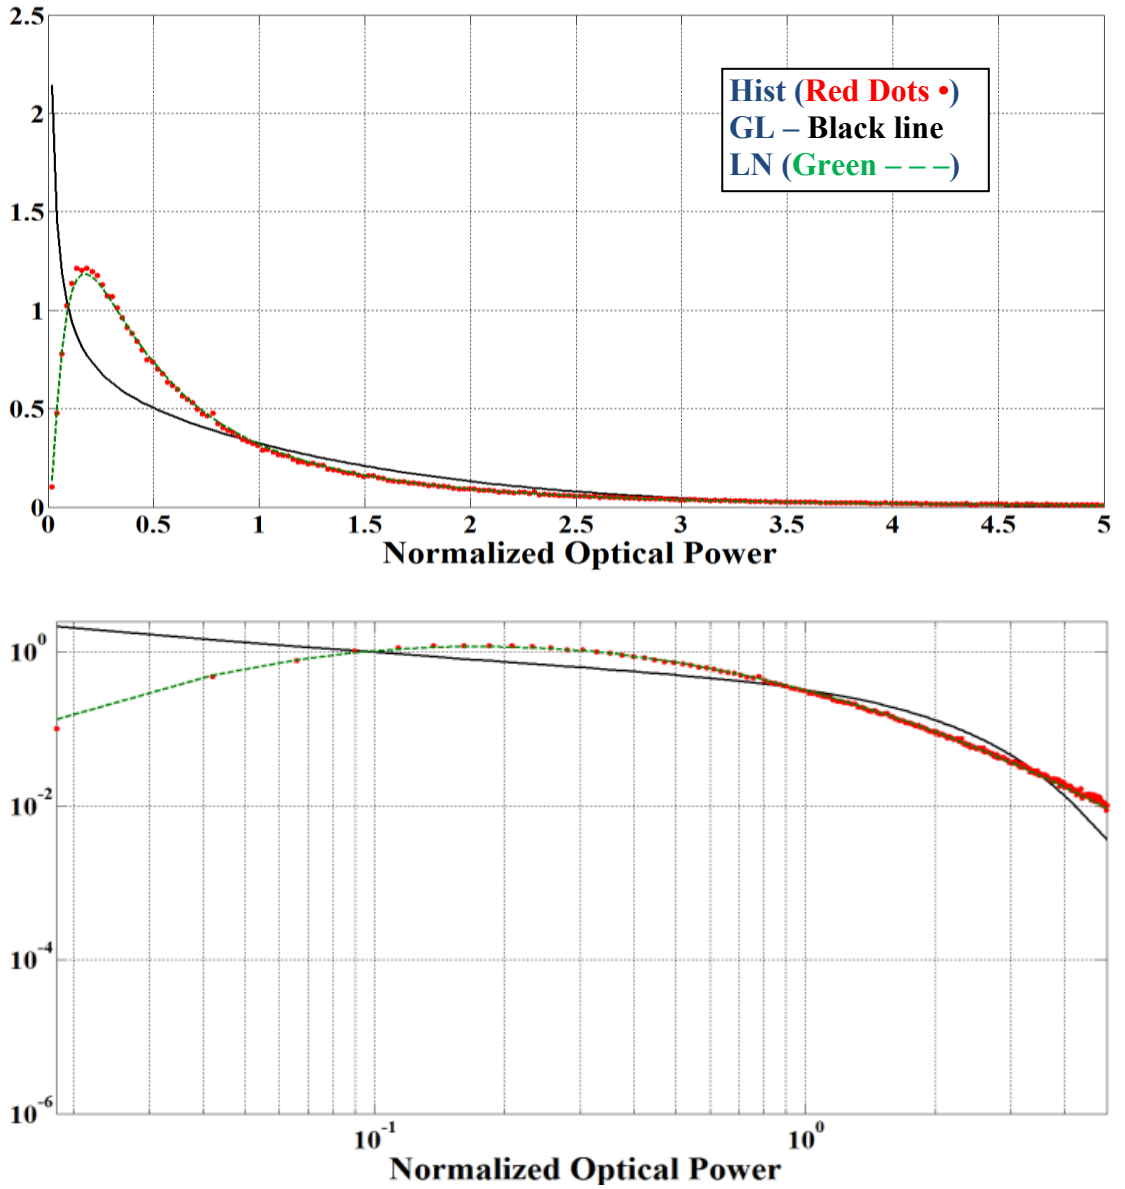 2.5
2
1.5
1
0.5
0
Hist (Red Dots •)
GL – Black line
LN (Green – – –)
0 0.5 1 1.5 2 2.5 3 3.5 4 4.5 5
Normalized Optical Power
10^0
10^-2
10^-4
10^-6
10^-1 10^0
Normalized Optical Power